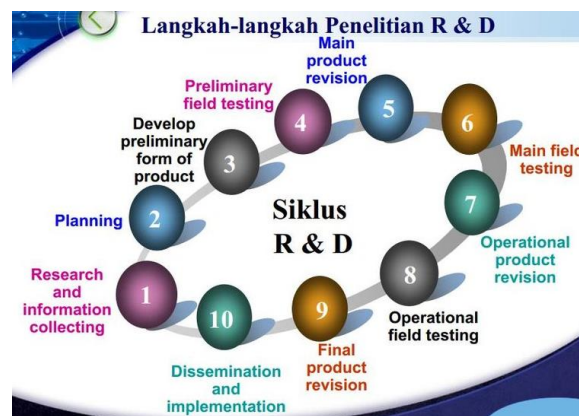 Langkah-langkah Penelitian R & D
Siklus
R & D
1
Research and
information
collecting
2
Planning
3
Develop
preliminary
form of
product
4
Preliminary
field testing
5
Main
product
revision
6
Main field
testing
7
Operational
product
revision
8
Operational
field testing
9
Final
product
revision
10
Dissemination
and
implementation